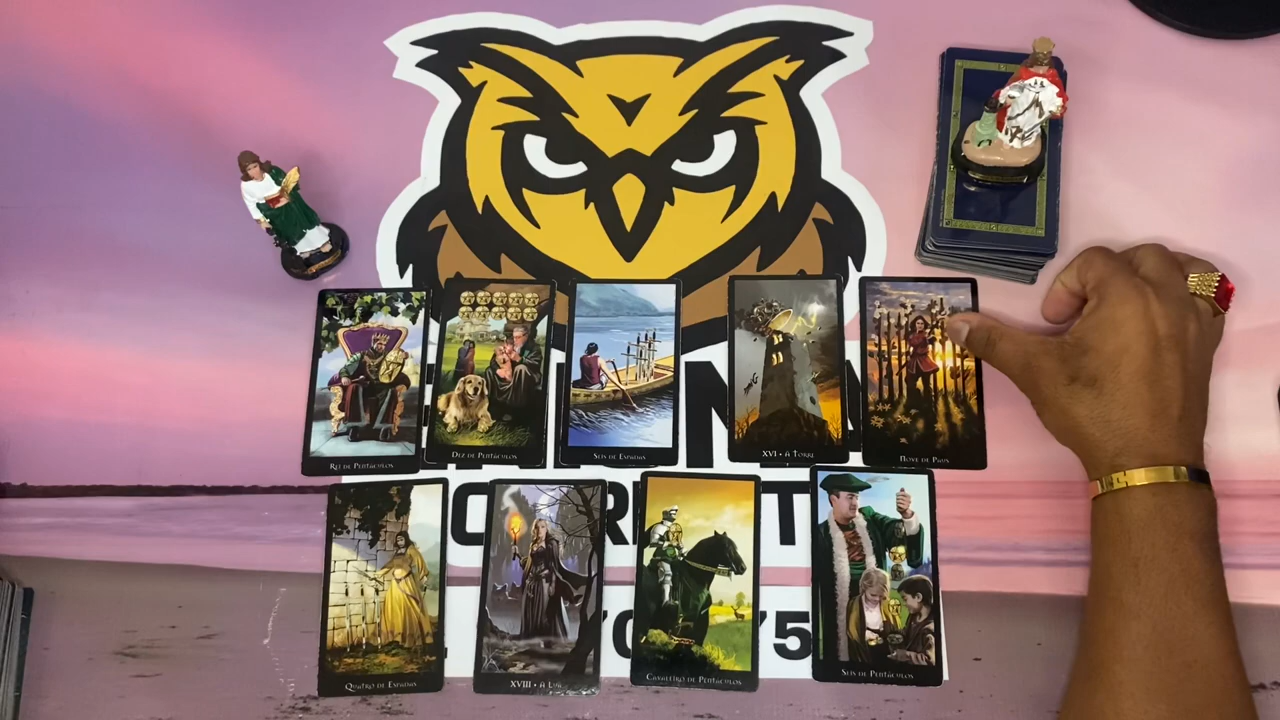 Rei de Pentáculos
Dez de Pentáculos
Seis de Espadas
XVI • A Torre
Nove de Paus
Quatro de Espadas
XVIII • A Lua
Cavaleiro de Pentáculos
Seis de Pentáculos
75